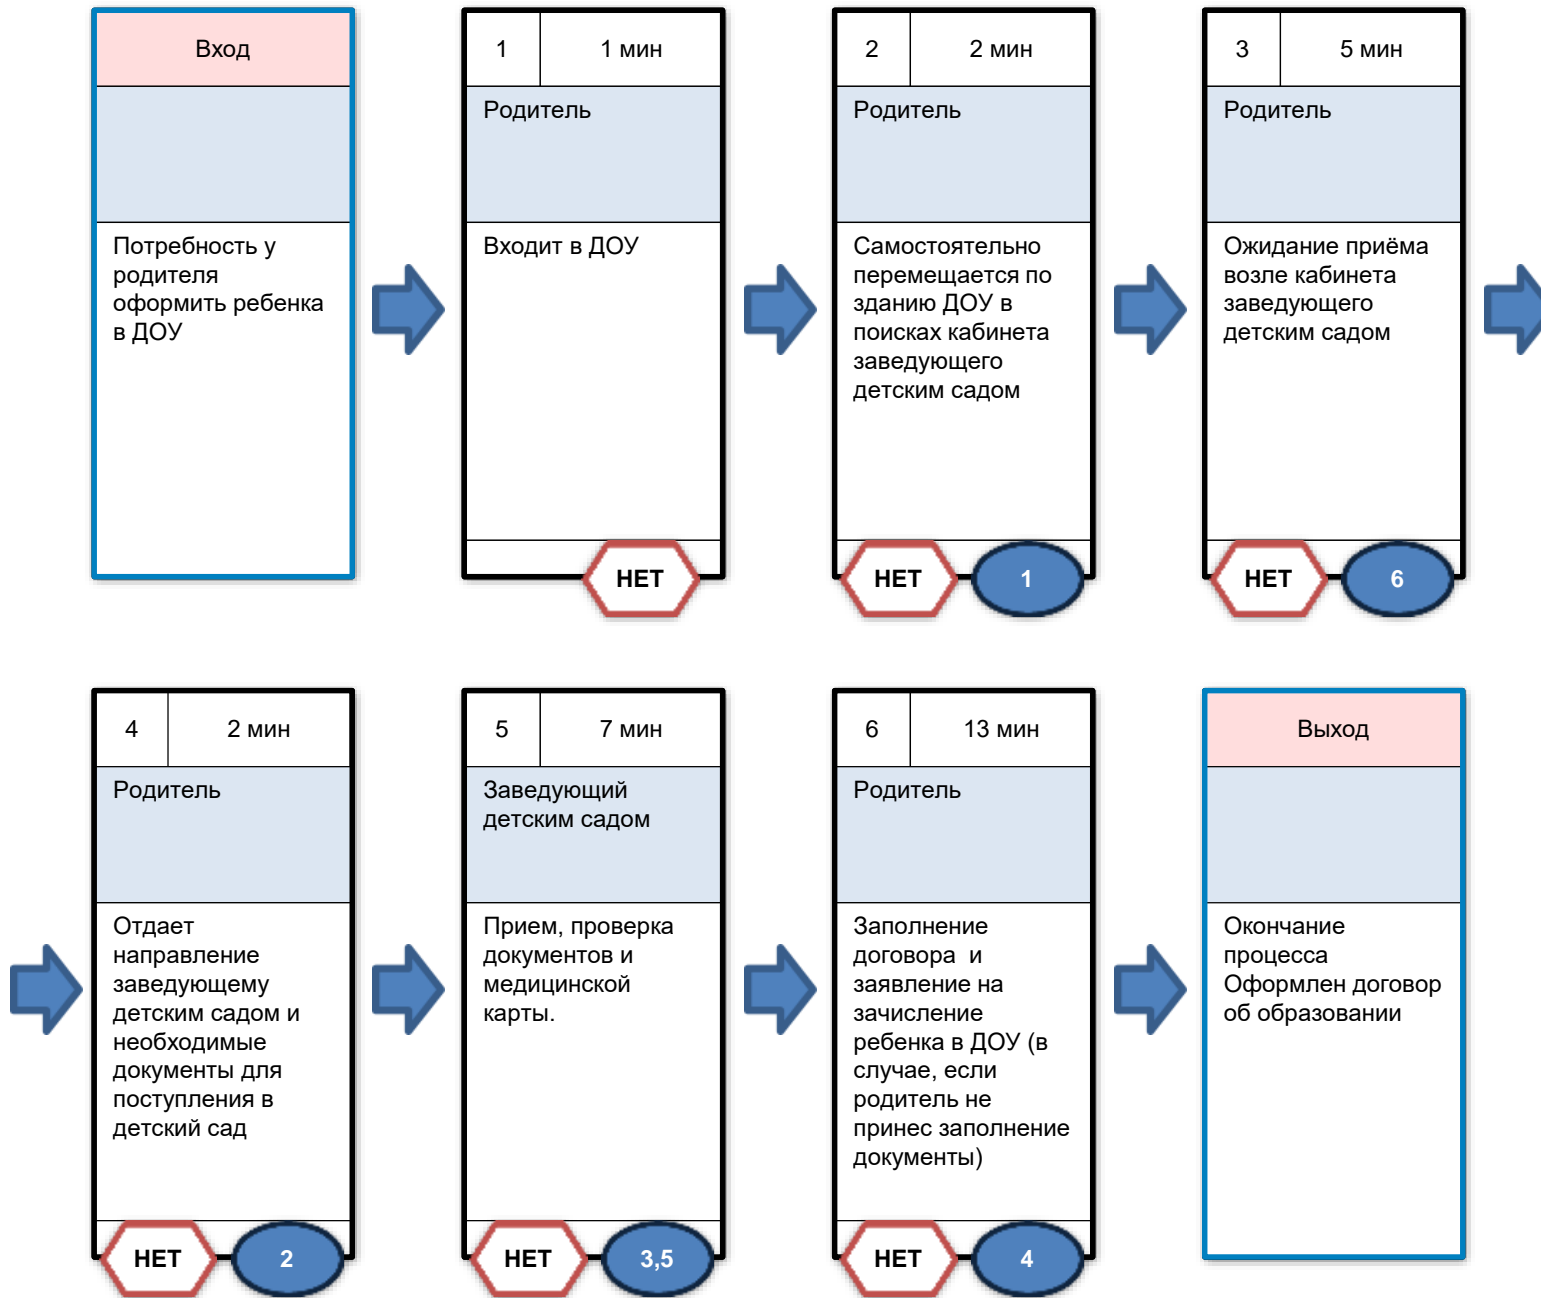 Вход
Потребность у
родителя
оформить ребенка
в ДОУ
1
1 мин
Родитель
Входит в ДОУ
НЕТ
2
2 мин
Родитель
Самостоятельно
перемещается по
зданию ДОУ в
поисках кабинета
заведующего
детским садом
НЕТ
1
3
5 мин
Родитель
Ожидание приёма
возле кабинета
заведующего
детским садом
НЕТ
6
4
2 мин
Родитель
Отдает
направление
заведующему
детским садом и
необходимые
документы для
поступления в
детский сад
НЕТ
2
5
7 мин
Заведующий
детским садом
Прием, проверка
документов и
медицинской
карты.
НЕТ
3,5
6
13 мин
Родитель
Заполнение
договора  и
заявление на
зачисление
ребенка в ДОУ (в
случае, если
родитель не
принес заполнение
документы)
НЕТ
4
Выход
Окончание
процесса
Оформлен договор
об образовании